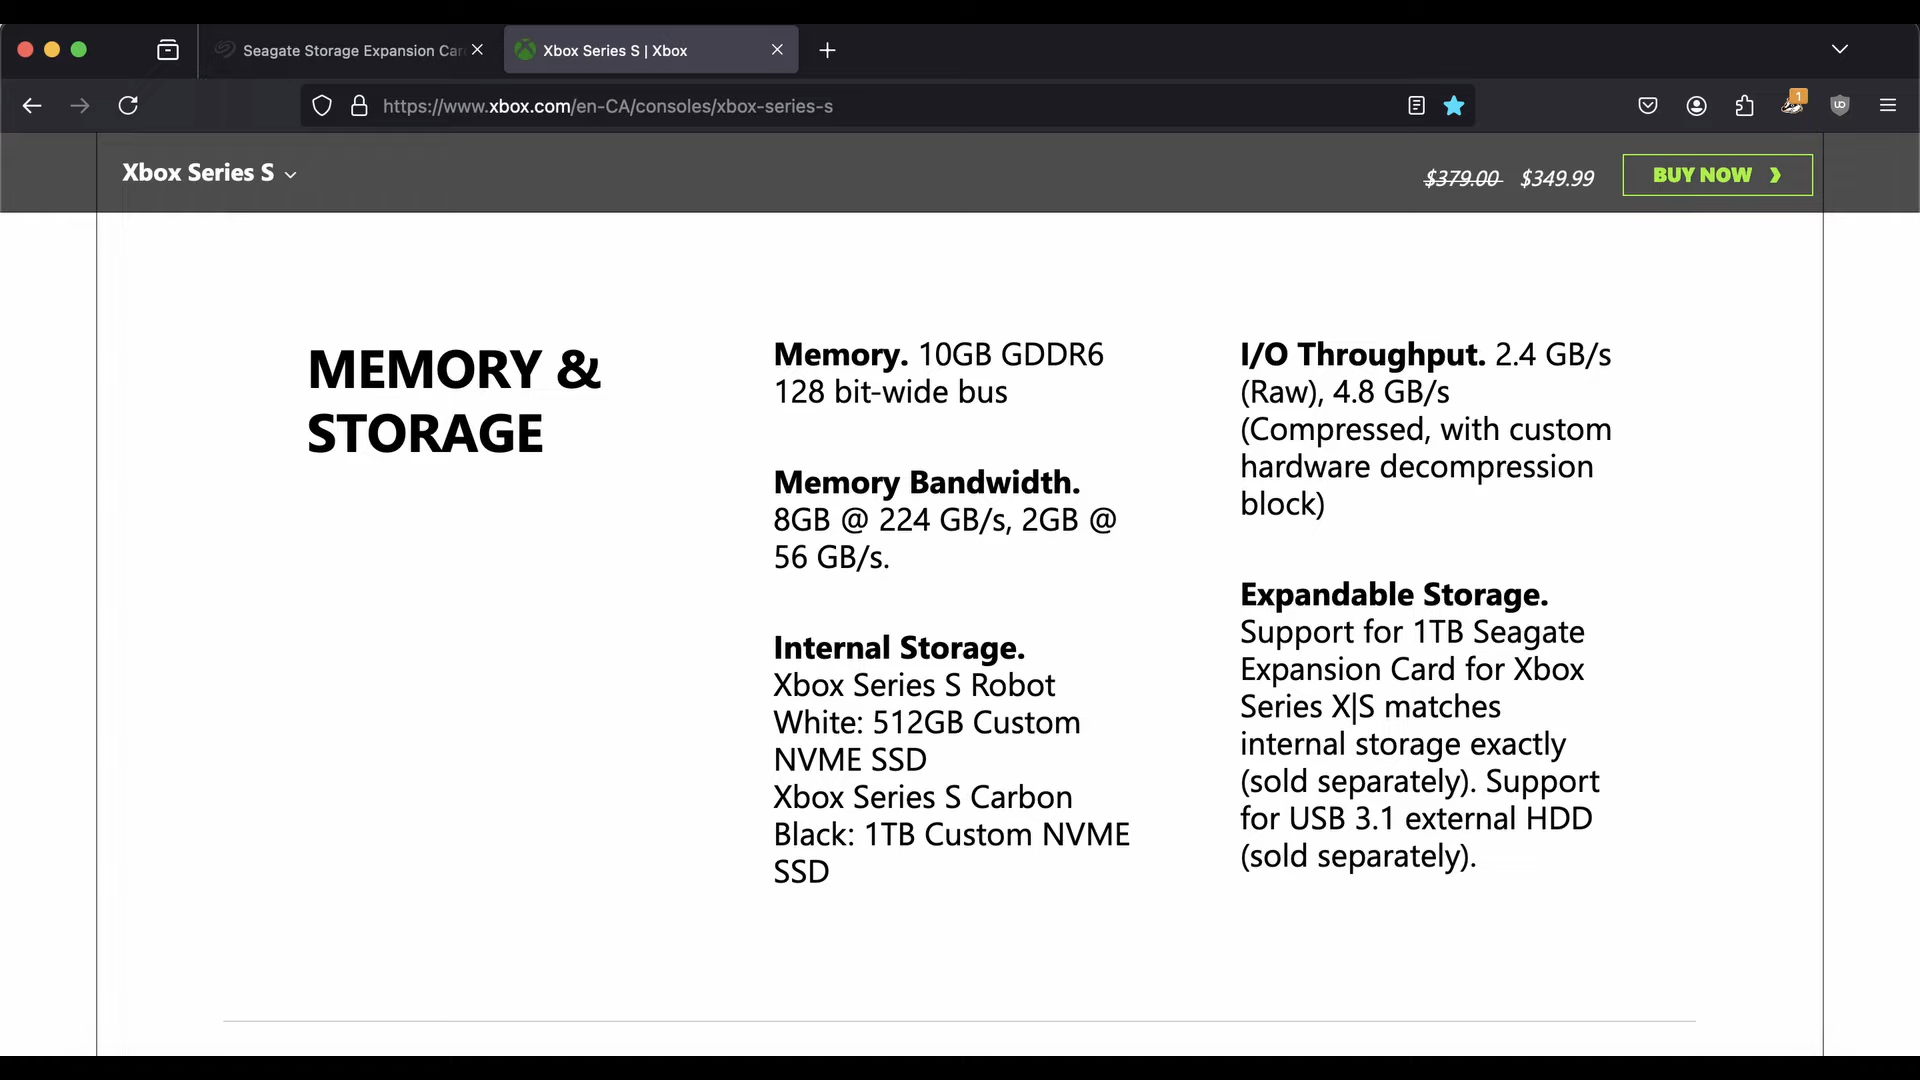 Seagate Storage Expansion Car
Xbox Series S | Xbox
https://www.xbox.com/en-CA/consoles/xbox-series-s
1
Xbox Series S
$379.00 $349.99
BUY NOW
MEMORY &
STORAGE
Memory. 10GB GDDR6
128 bit-wide bus
Memory Bandwidth.
8GB @ 224 GB/s, 2GB @
56 GB/s.
Internal Storage.
Xbox Series S Robot
White: 512GB Custom
NVME SSD
Xbox Series S Carbon
Black: 1TB Custom NVME
SSD
I/O Throughput. 2.4 GB/s
(Raw), 4.8 GB/s
(Compressed, with custom
hardware decompression
block)
Expandable Storage.
Support for 1TB Seagate
Expansion Card for Xbox
Series X|S matches
internal storage exactly
(sold separately). Support
for USB 3.1 external HDD
(sold separately).